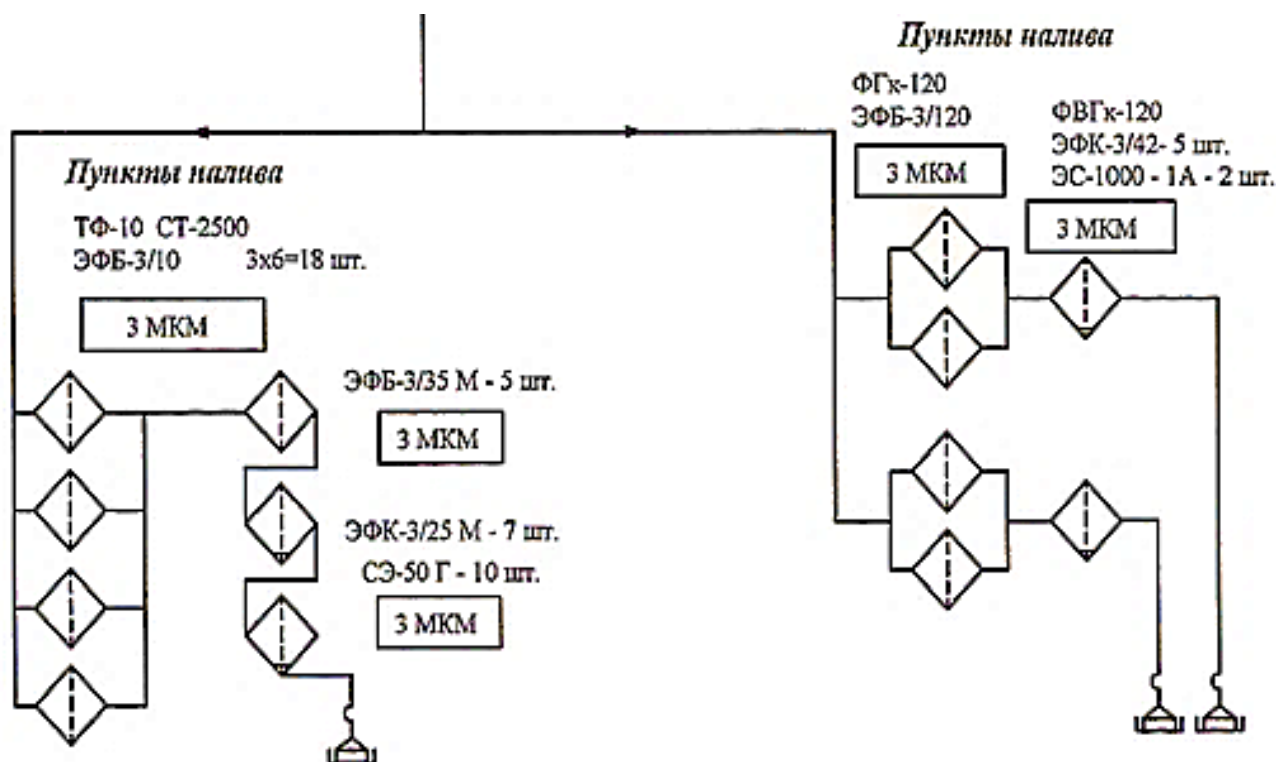 Пункты налива
ТФ-10 СТ-2500
ЭФБ-3/10 3х6=18 шт.
3 МКМ
ЭФБ-3/35 М - 5 шт.
3 МКМ
ЭФК-3/25 М - 7 шт.
СЭ-50 Г - 10 шт.
3 МКМ
Пункты налива
ФГк-120
ЭФБ-3/120
3 МКМ
ФВГк-120
ЭФК-3/42- 5 шт.
ЭС-1000 - 1А - 2 шт.
3 МКМ